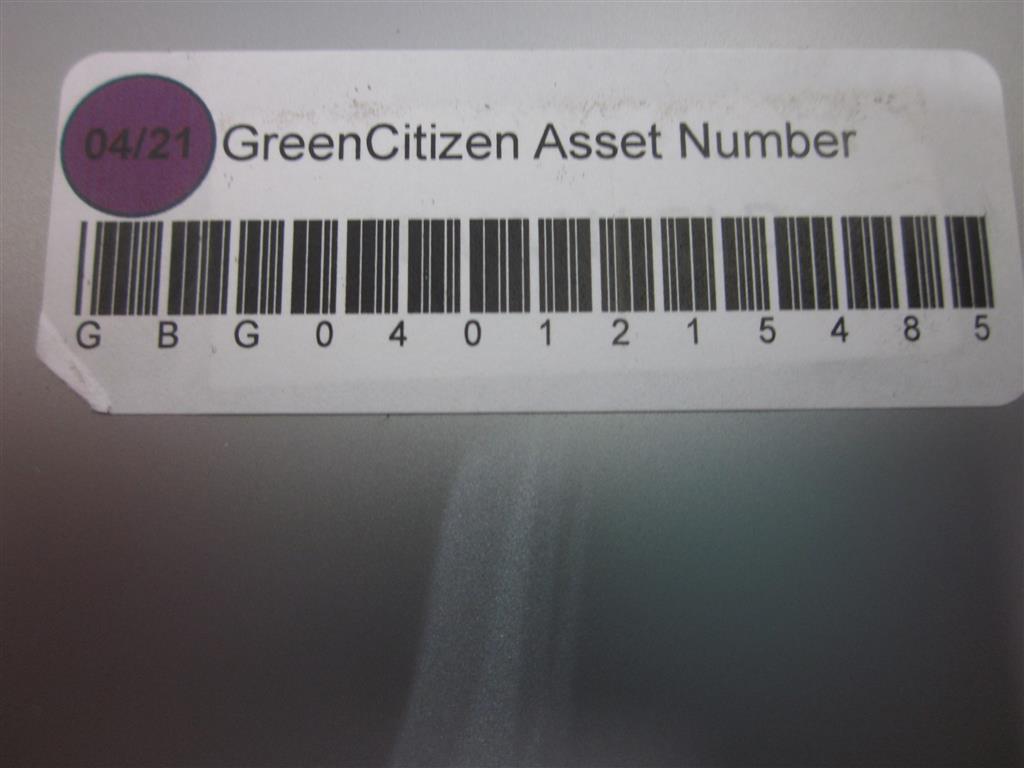 04/21 GreenCitizen Asset Number
G B G 0 4 0 1 2 1 5 4 8 5